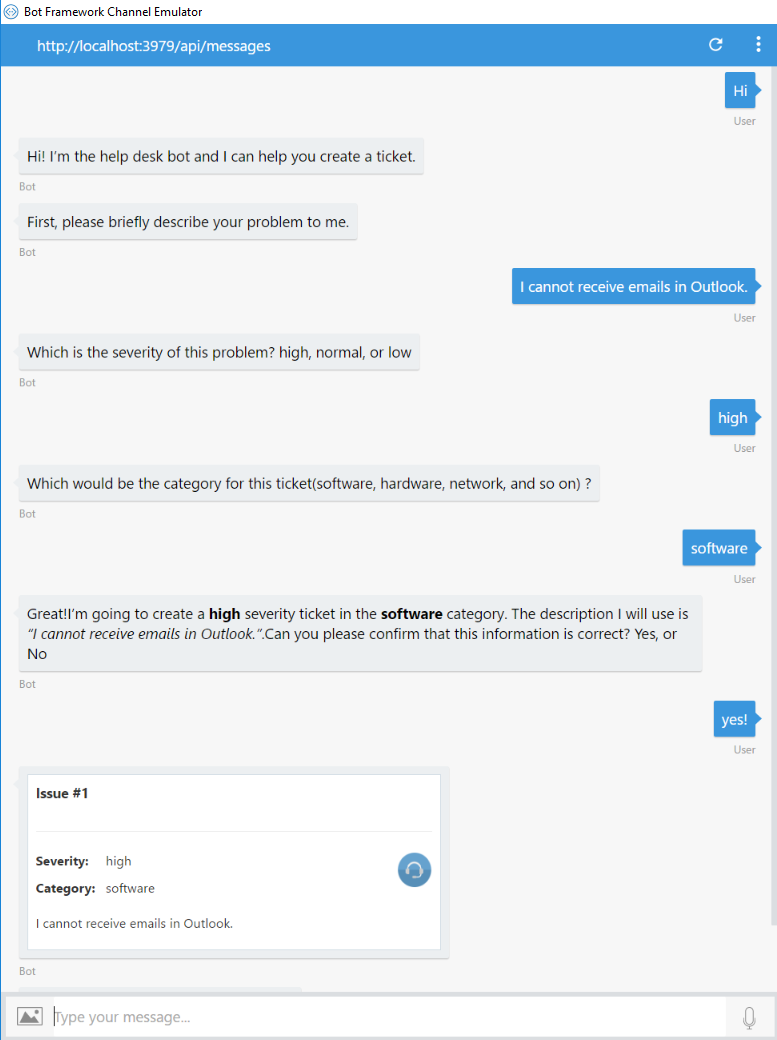 Bot Framework Channel Emulator
http://localhost:3979/api/messages
Hi
User
Hi! I'm the help desk bot and I can help you create a ticket.
Bot
First, please briefly describe your problem to me.
Bot
I cannot receive emails in Outlook.
User
Which is the severity of this problem? high, normal, or low
Bot
high
User
Which would be the category for this ticket(software, hardware, network, and so on) ?
Bot
software
User
Great!I'm going to create a high severity ticket in the software category. The description I will use is
“I cannot receive emails in Outlook.”.Can you please confirm that this information is correct? Yes, or
No
Bot
yes!
User
Issue #1
Severity: high
Category: software
I cannot receive emails in Outlook.
Bot
Type your message...